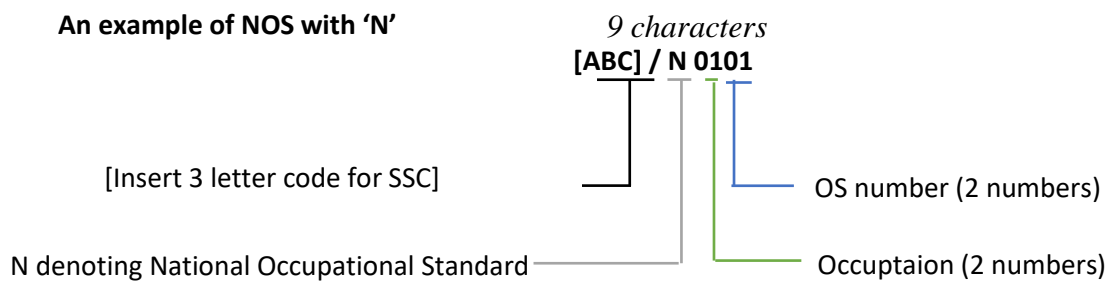 An example of NOS with ‘N’
9 characters
[ABC] / N 0101
[Insert 3 letter code for SSC]
OS number (2 numbers)
N denoting National Occupational Standard
Occuptaion (2 numbers)